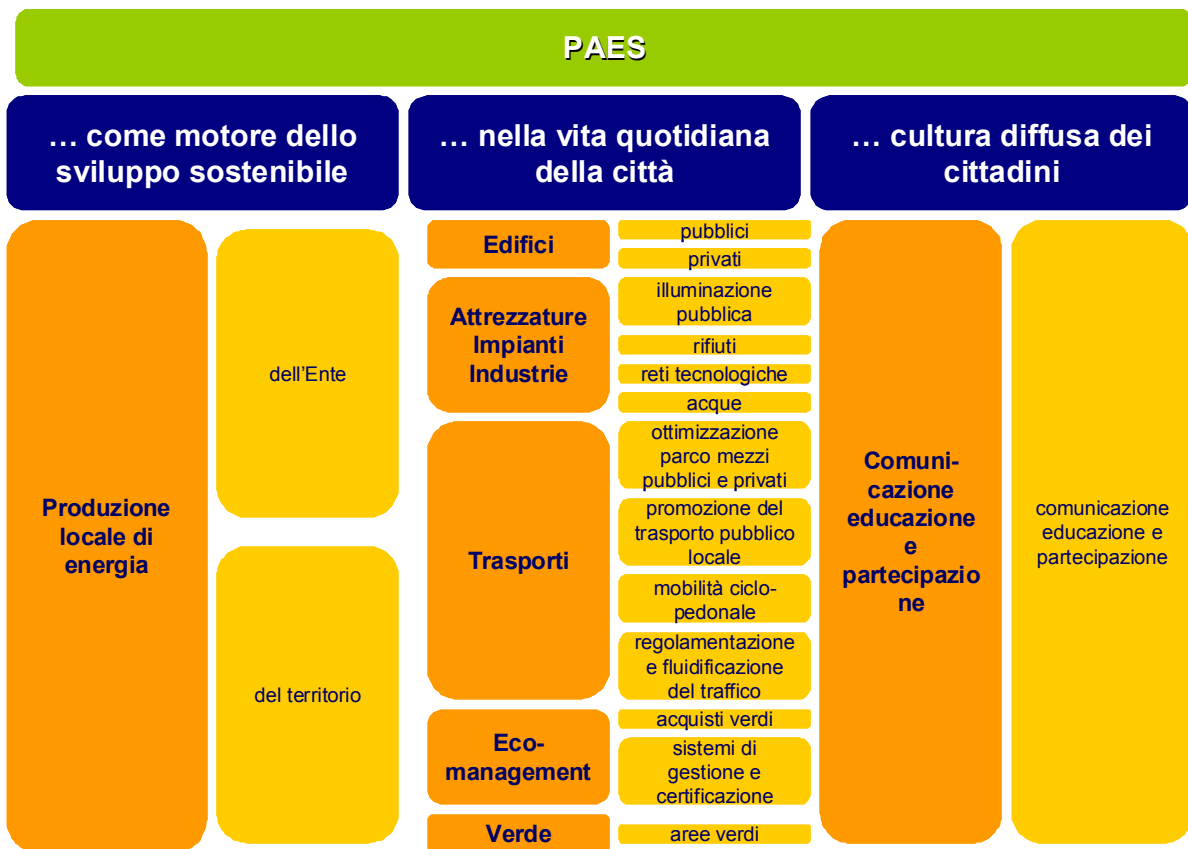 PAES
… come motore dello
sviluppo sostenibile
… nella vita quotidiana
della città
… cultura diffusa dei
cittadini
Produzione
locale di
energia
dell'Ente
del territorio
Edifici
pubblici
privati
Attrezzature
Impianti
Industrie
illuminazione
pubblica
rifiuti
reti tecnologiche
acque
Trasporti
ottimizzazione
parco mezzi
pubblici e privati
promozione del
trasporto pubblico
locale
mobilità ciclo-
pedonale
regolamentazione
e fluidificazione
del traffico
Eco-
management
acquisti verdi
sistemi di
gestione e
certificazione
Verde
aree verdi
Comuni-
cazione
educazione
e
partecipazio
ne
comunicazione
educazione e
partecipazione